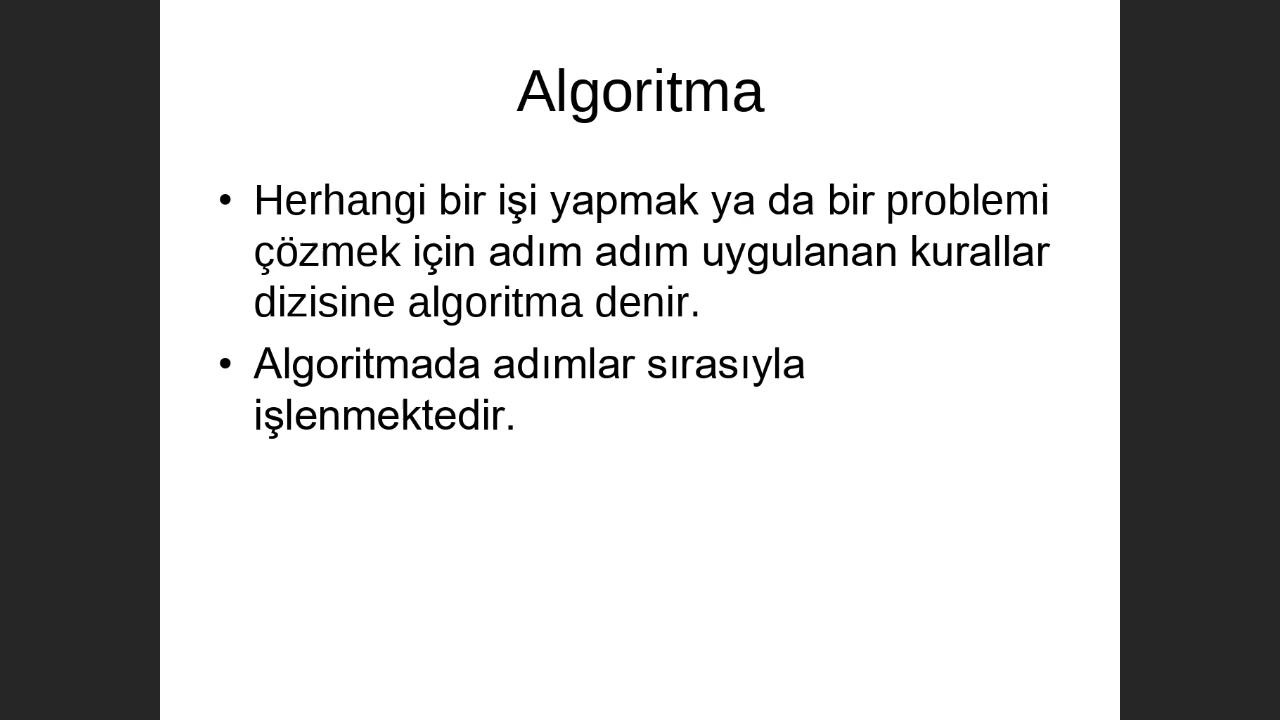 Algoritma
• Herhangi bir işi yapmak ya da bir problemi
çözmek için adım adım uygulanan kurallar
dizisine algoritma denir.
• Algoritmada adımlar sırasıyla
işlenmektedir.